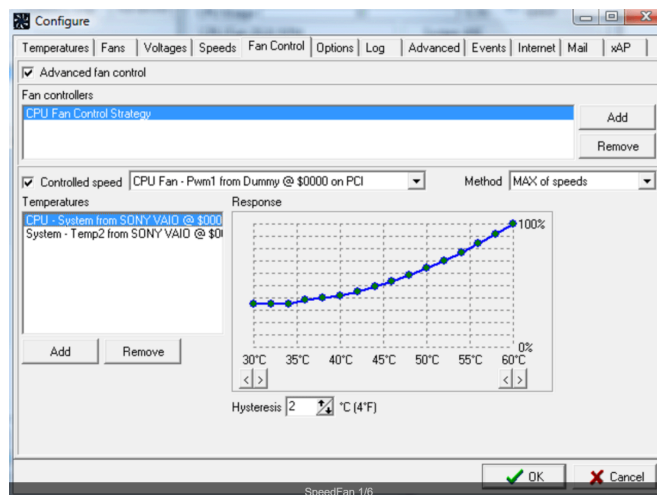 Configure
Temperatures Fans Voltages Speeds Fan Control Options Log Advanced Events Internet Mail xAP
Advanced fan control
Fan controllers
CPU Fan Control Strategy
Add
Remove
Controlled speed CPU Fan - Pwm1 from Dummy @ $0000 on PCI Method MAX of speeds
Temperatures Response
CPU - System from SONY VAIO @ $000
System - Temp2 from SONY VAIO @ $0
100%
0%
Add Remove
30°C 35°C 40°C 45°C 50°C 55°C 60°C
< > < >
Hysteresis 2 °C (4°F)
OK Cancel
SpeedFan 1/6